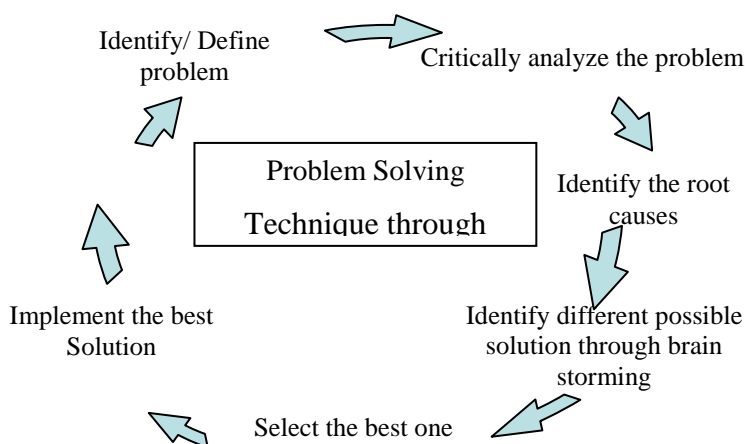 Identify/ Define
problem
Critically analyze the problem
Identify the root
causes
Identify different possible
solution through brain
storming
Select the best one
Implement the best
Solution
Problem Solving
Technique through